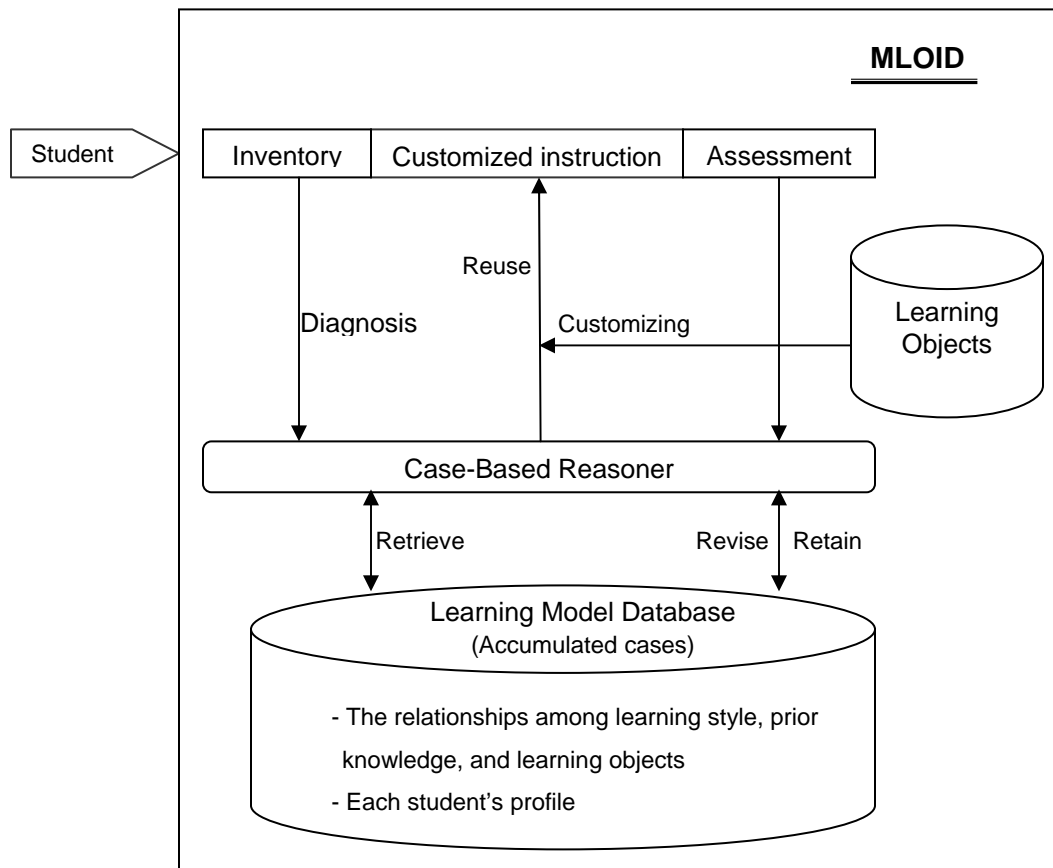 MLOID
Student
Inventory
Customized instruction
Assessment
Reuse
Diagnosis
Customizing
Learning
Objects
Case-Based Reasoner
Retrieve
Revise
Retain
Learning Model Database
(Accumulated cases)
- The relationships among learning style, prior
knowledge, and learning objects
- Each student’s profile